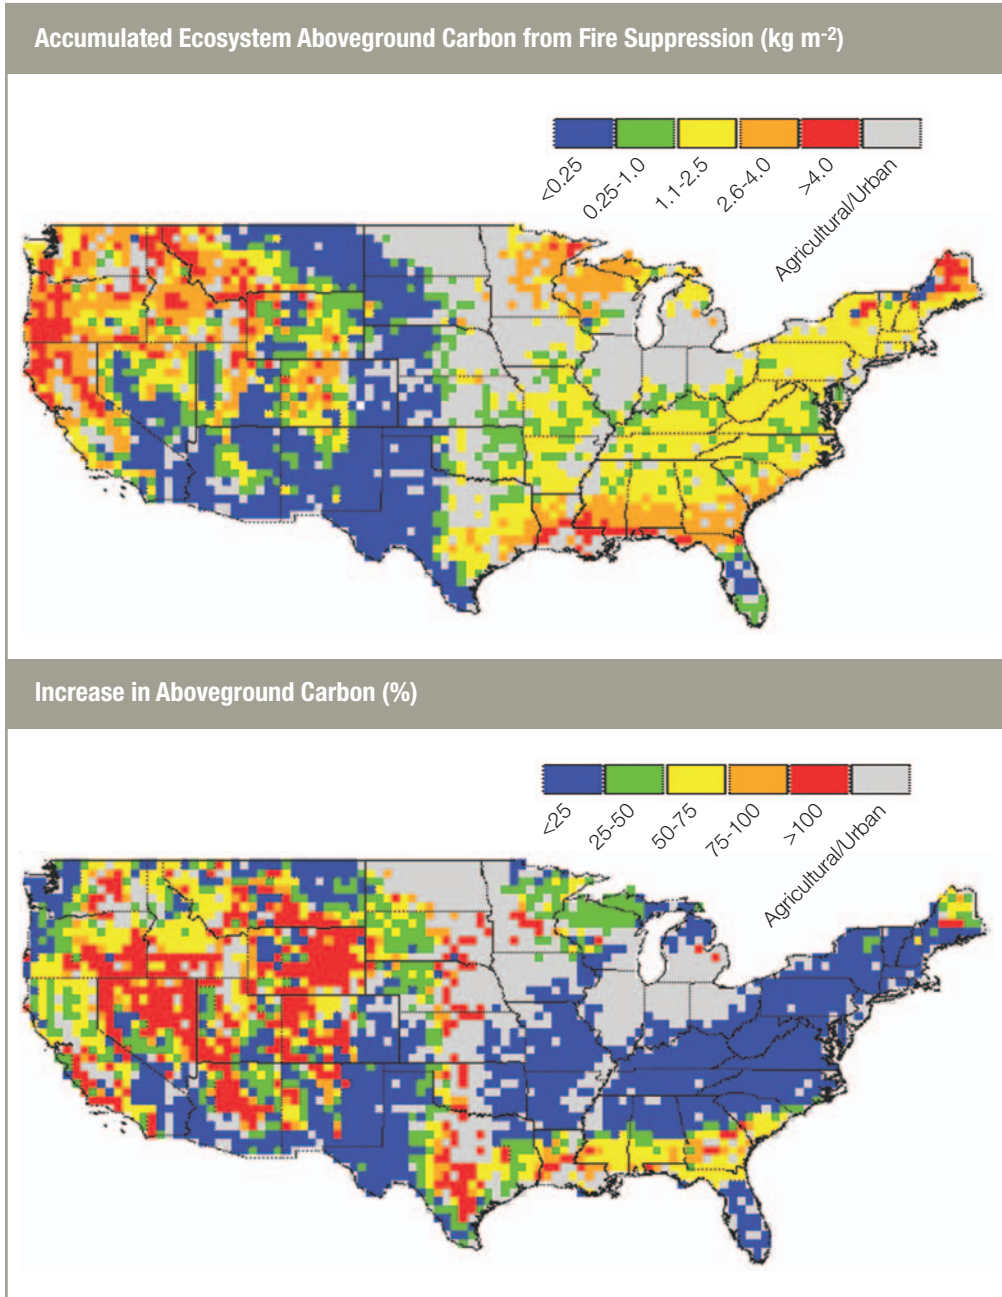 Accumulated Ecosystem Aboveground Carbon from Fire Suppression (kg m-2)
<0.25
0.25-1.0
1.1-2.5
2.6-4.0
>4.0
Agricultural/Urban
Increase in Aboveground Carbon (%)
<25
25-50
50-75
75-100
>100
Agricultural/Urban